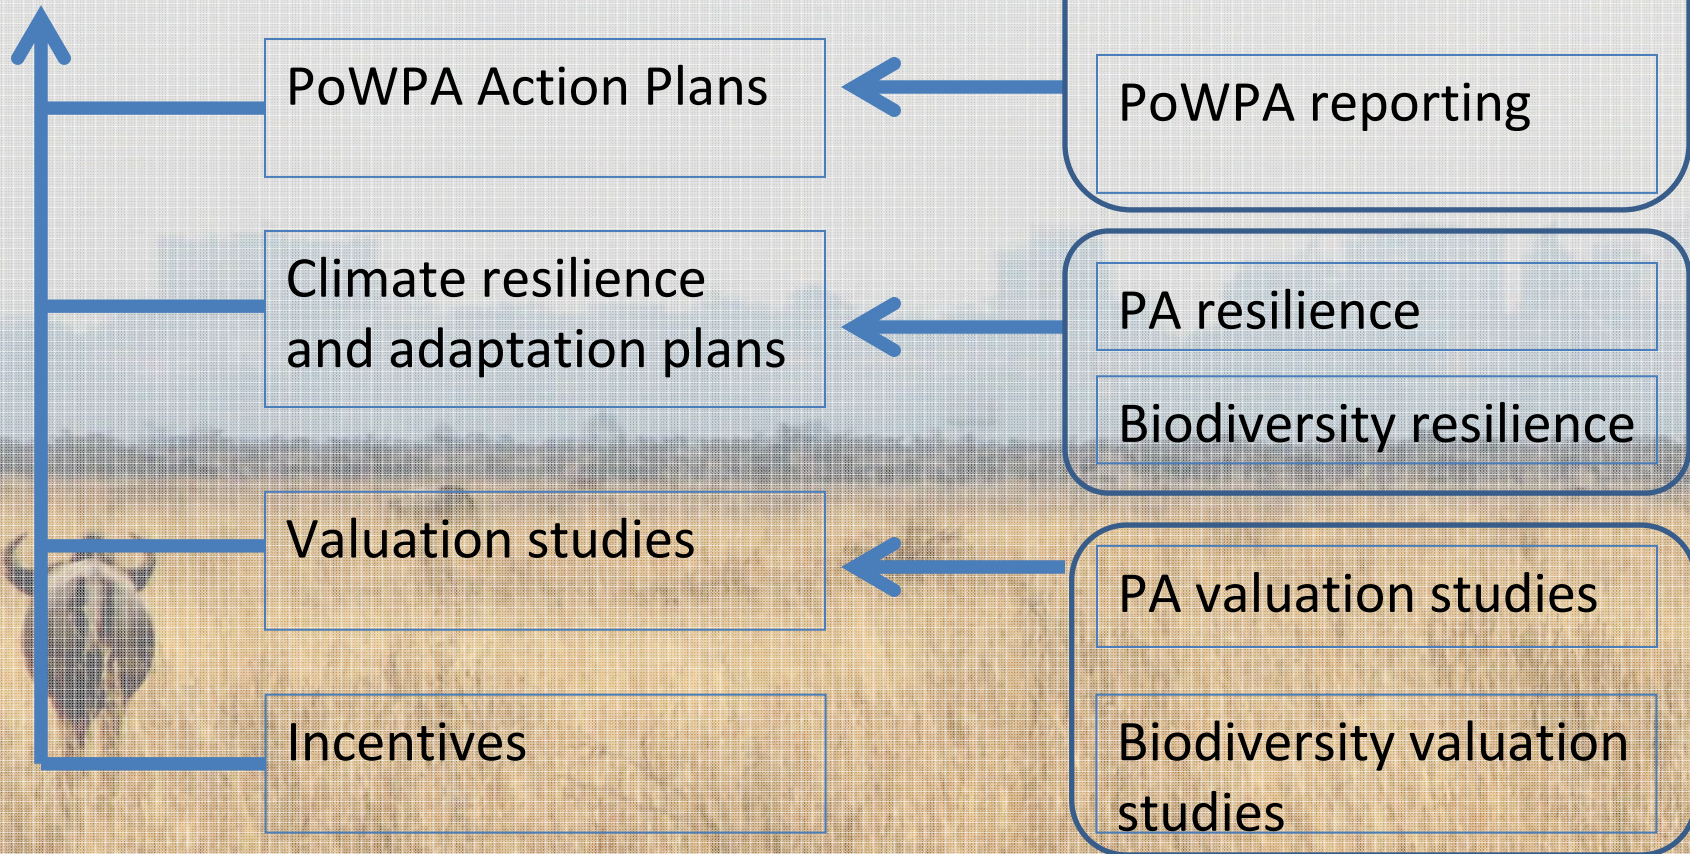 PoWPA Action Plans
PoWPA reporting
Climate resilience
and adaptation plans
PA resilience
Biodiversity resilience
Valuation studies
PA valuation studies
Incentives
Biodiversity valuation
studies